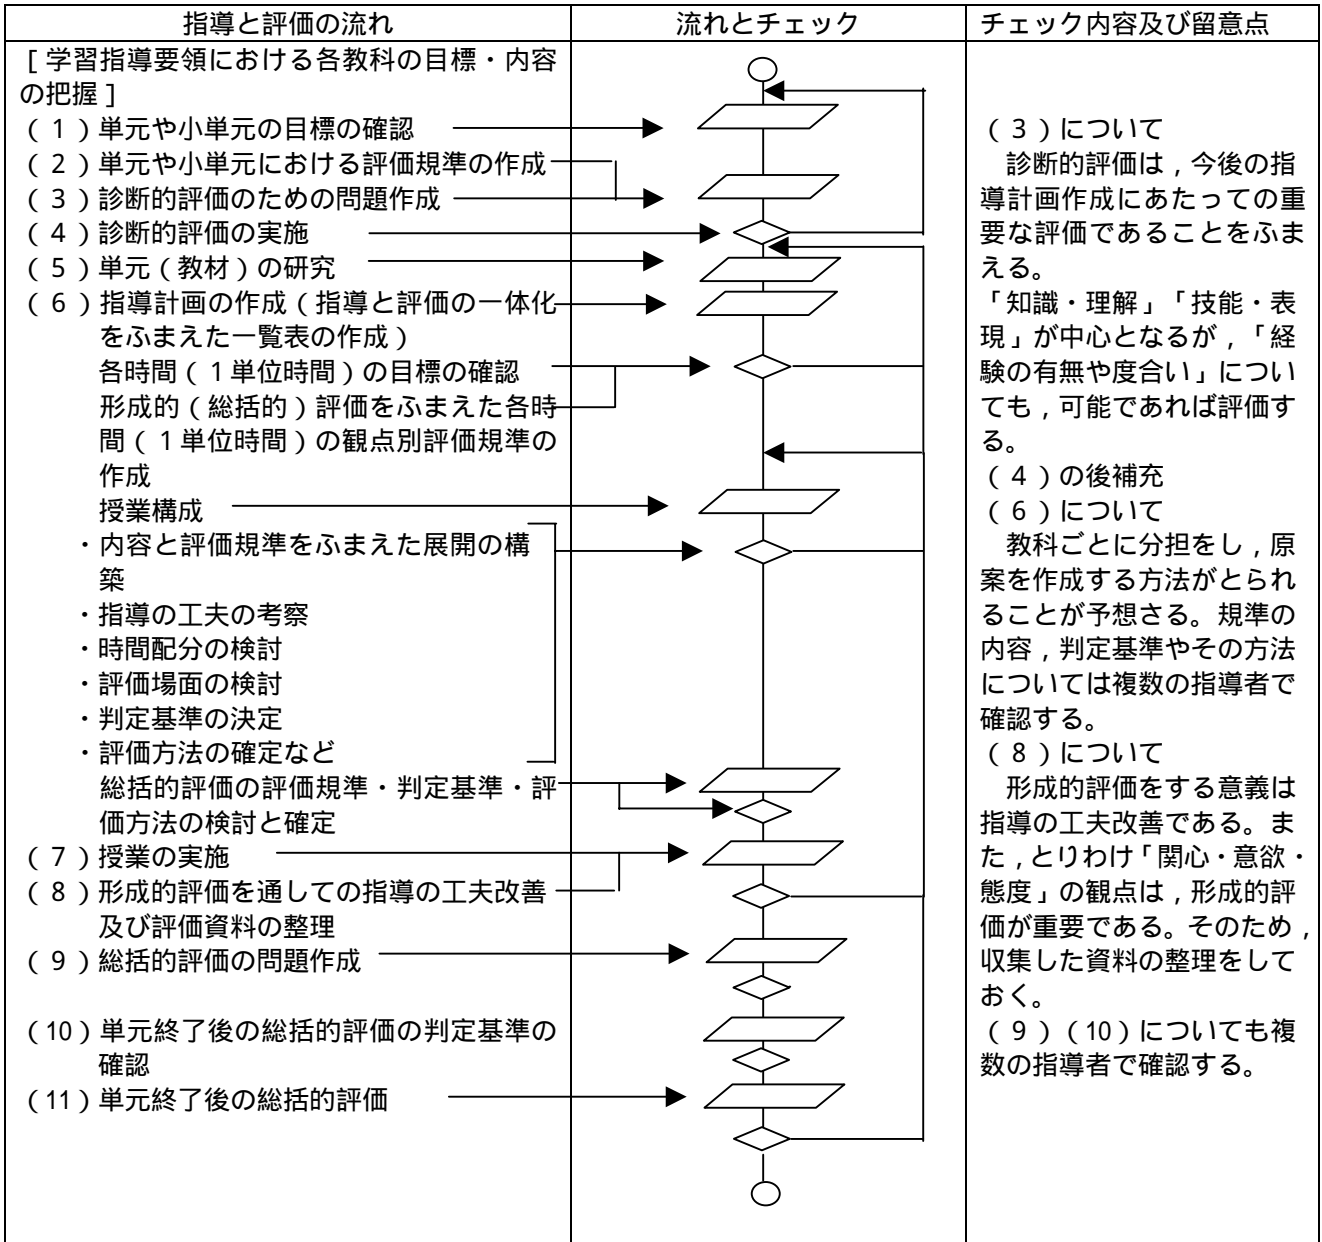 指導と評価の流れ
流れとチェック
チェック内容及び留意点
[学習指導要領における各教科の目標・内容
の把握]
(1)単元や小単元の目標の確認
(2)単元や小単元における評価規準の作成
(3)診断的評価のための問題作成
(4)診断的評価の実施
(5)単元(教材)の研究
(6)指導計画の作成(指導と評価の一体化
をふまえた一覧表の作成)
各時間(1単位時間)の目標の確認
形成的(総括的)評価をふまえた各時
間(1単位時間)の観点別評価規準の
作成
授業構成
・内容と評価規準をふまえた展開の構
築
・指導の工夫の考察
・時間配分の検討
・評価場面の検討
・判定基準の決定
・評価方法の確定など
総括的評価の評価規準・判定基準・評
価方法の検討と確定
(7)授業の実施
(8)形成的評価を通しての指導の工夫改善
及び評価資料の整理
(9)総括的評価の問題作成
(10)単元終了後の総括的評価の判定基準の
確認
(11)単元終了後の総括的評価
(3)について
診断的評価は,今後の指
導計画作成にあたっての重
要な評価であることをふま
える。
「知識・理解」「技能・表
現」が中心となるが,「経
験の有無や度合い」につい
ても,可能であれば評価す
る。
(4)の後補充
(6)について
教科ごとに分担をし,原
案を作成する方法がとられ
ることが予想さる。規準の
内容,判定基準やその方法
については複数の指導者で
確認する。
(8)について
形成的評価をする意義は
指導の工夫改善である。ま
た,とりわけ「関心・意欲・
態度」の観点は,形成的評
価が重要である。そのため,
収集した資料の整理をして
おく。
(9)(10)についても複
数の指導者で確認する。